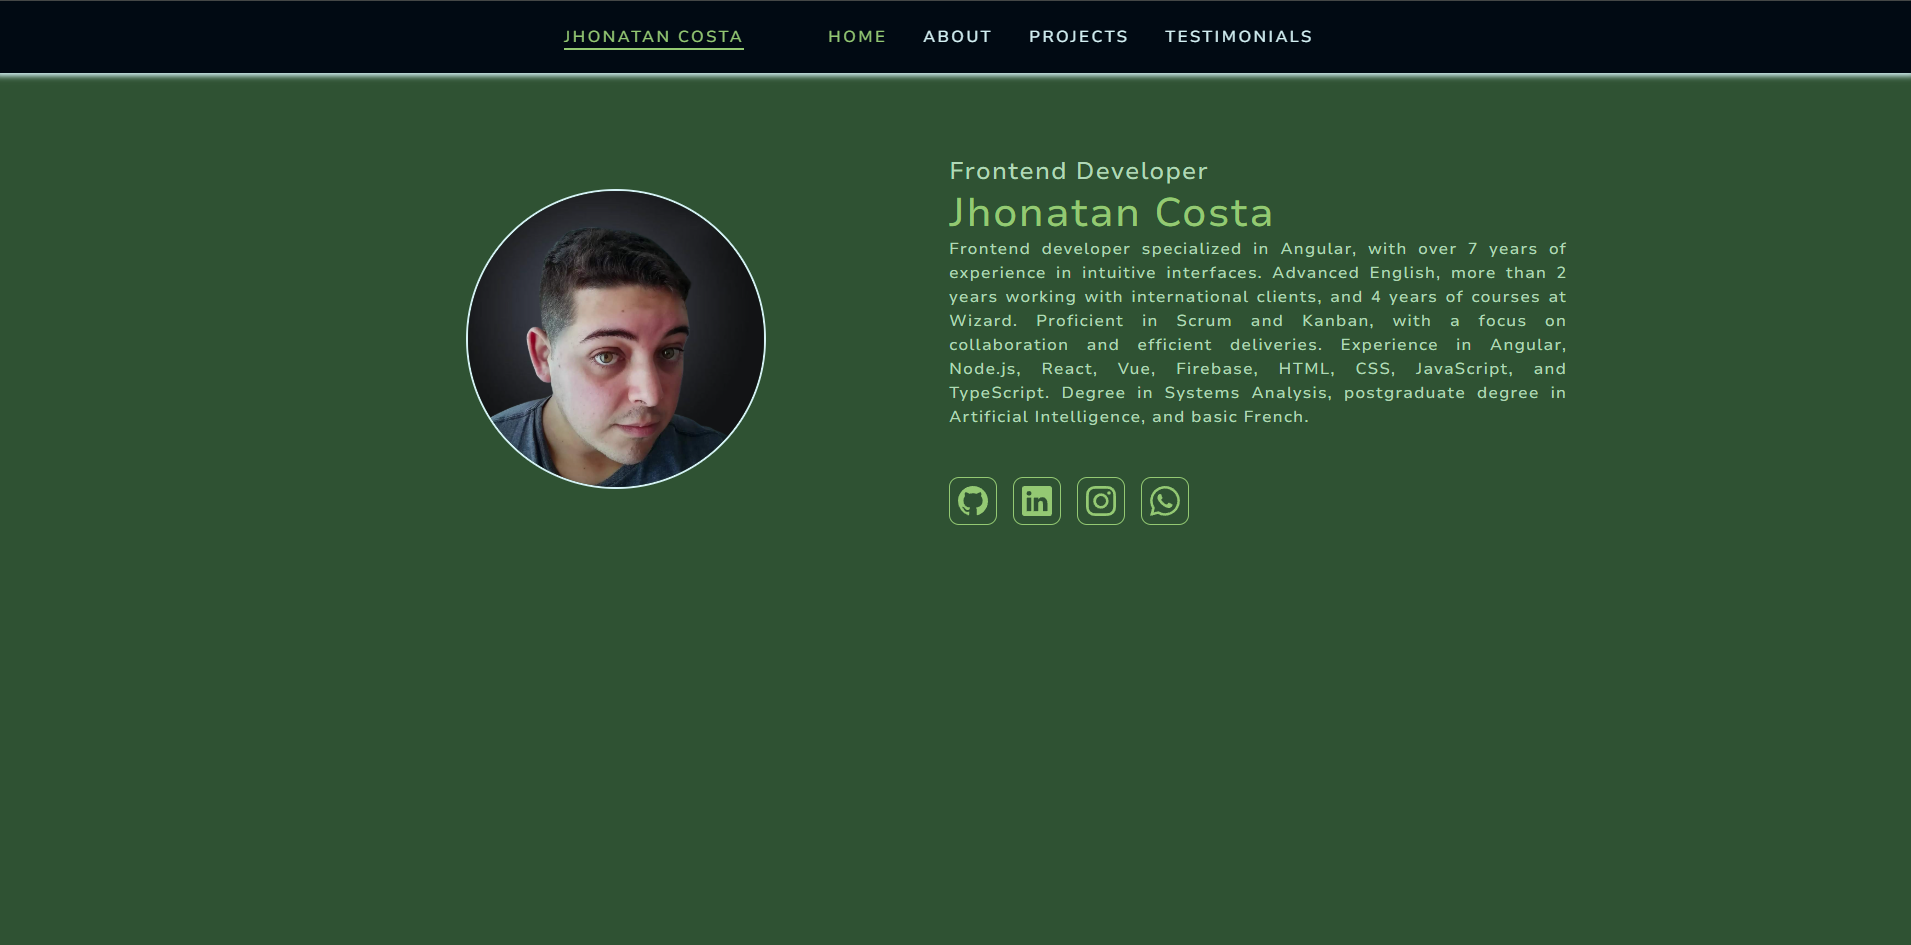 JHONATAN COSTA
HOME ABOUT PROJECTS TESTIMONIALS
Frontend Developer
Jhonatan Costa
Frontend developer specialized in Angular, with over 7 years of
experience in intuitive interfaces. Advanced English, more than 2
years working with international clients, and 4 years of courses at
Wizard. Proficient in Scrum and Kanban, with a focus on
collaboration and efficient deliveries. Experience in Angular,
Node.js, React, Vue, Firebase, HTML, CSS, JavaScript, and
TypeScript. Degree in Systems Analysis, postgraduate degree in
Artificial Intelligence, and basic French.
in